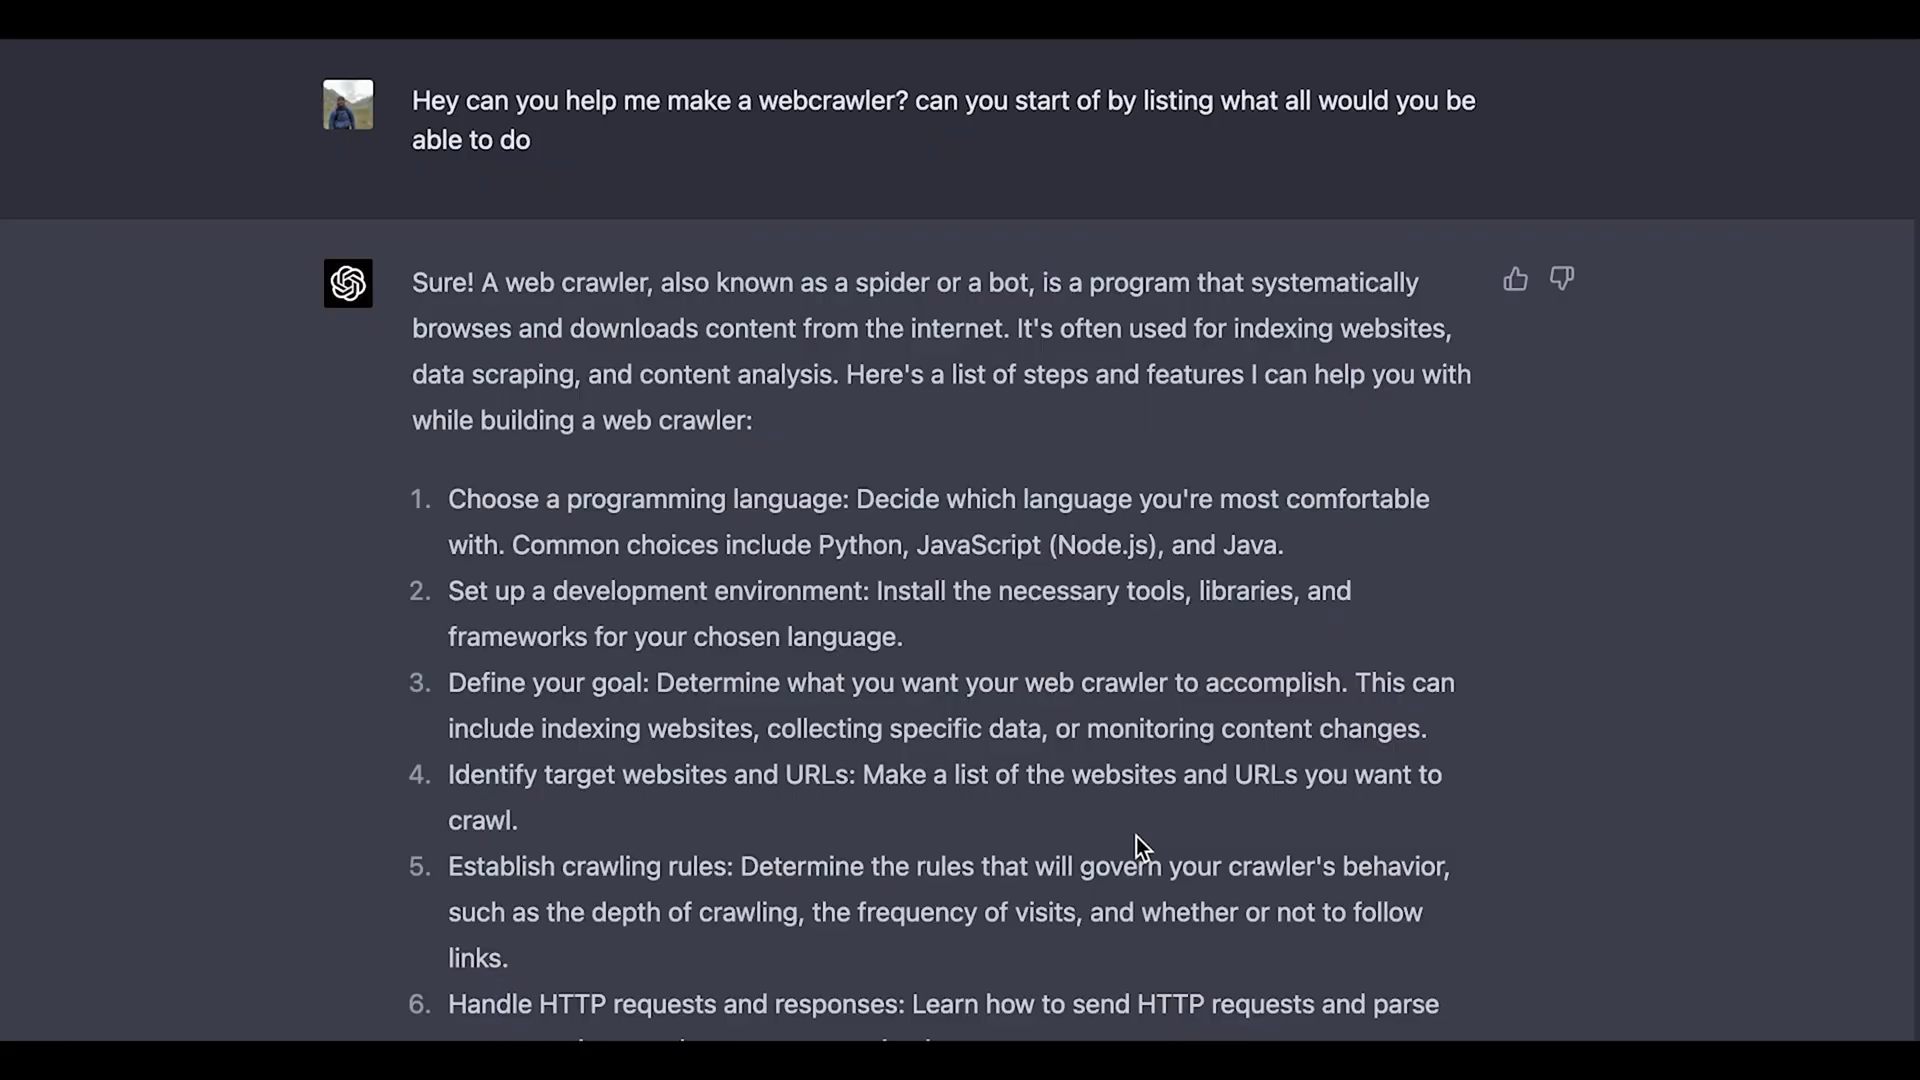 Hey can you help me make a webcrawler? can you start of by listing what all would you be
able to do
Sure! A web crawler, also known as a spider or a bot, is a program that systematically
browses and downloads content from the internet. It's often used for indexing websites,
data scraping, and content analysis. Here's a list of steps and features I can help you with
while building a web crawler:
1. Choose a programming language: Decide which language you're most comfortable
with. Common choices include Python, JavaScript (Node.js), and Java.
2. Set up a development environment: Install the necessary tools, libraries, and
frameworks for your chosen language.
3. Define your goal: Determine what you want your web crawler to accomplish. This can
include indexing websites, collecting specific data, or monitoring content changes.
4. Identify target websites and URLs: Make a list of the websites and URLs you want to
crawl.
5. Establish crawling rules: Determine the rules that will govern your crawler's behavior,
such as the depth of crawling, the frequency of visits, and whether or not to follow
links.
6. Handle HTTP requests and responses: Learn how to send HTTP requests and parse